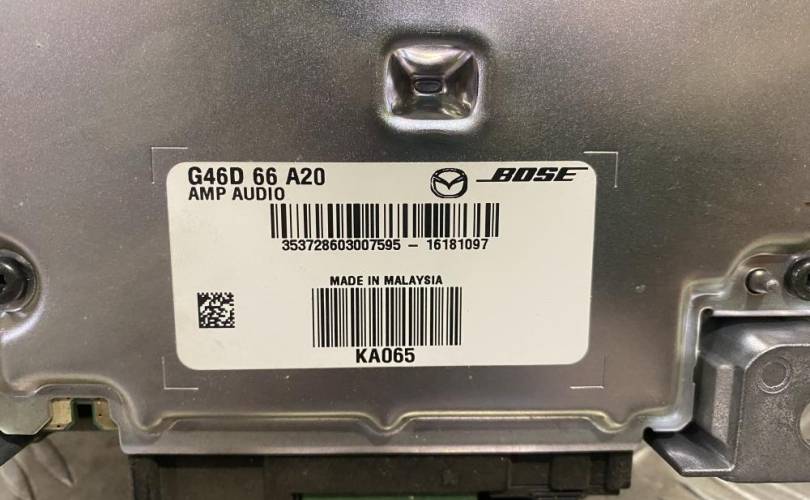 G46D 66 A20
AMP AUDIO
BOSE
353728603007595 - 16181097
MADE IN MALAYSIA
KA065